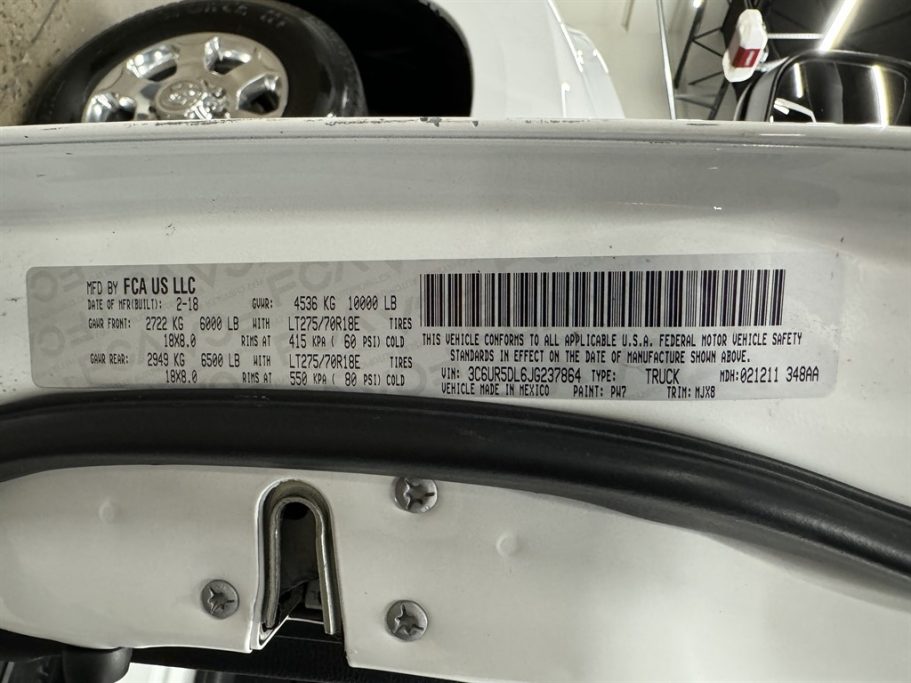 MFD BY FCA US LLC
DATE OF MFR(BUILT): 2-18 GVWR: 4536 KG 10000 LB
GAWR FRONT: 2722 KG 6000 LB WITH LT275/70R18E TIRES
18X8.0 RIMS AT 415 KPA ( 60 PSI) COLD
GAWR REAR: 2949 KG 6500 LB WITH LT275/70R18E TIRES
18X8.0 RIMS AT 550 KPA ( 80 PSI) COLD
THIS VEHICLE CONFORMS TO ALL APPLICABLE U.S.A. FEDERAL MOTOR VEHICLE SAFETY
STANDARDS IN EFFECT ON THE DATE OF MANUFACTURE SHOWN ABOVE.
VIN: 3C6UR5DL6JG237864 TYPE: TRUCK MDH:021211 348AA
VEHICLE MADE IN MEXICO PAINT: PW7 TRIM: MJX8